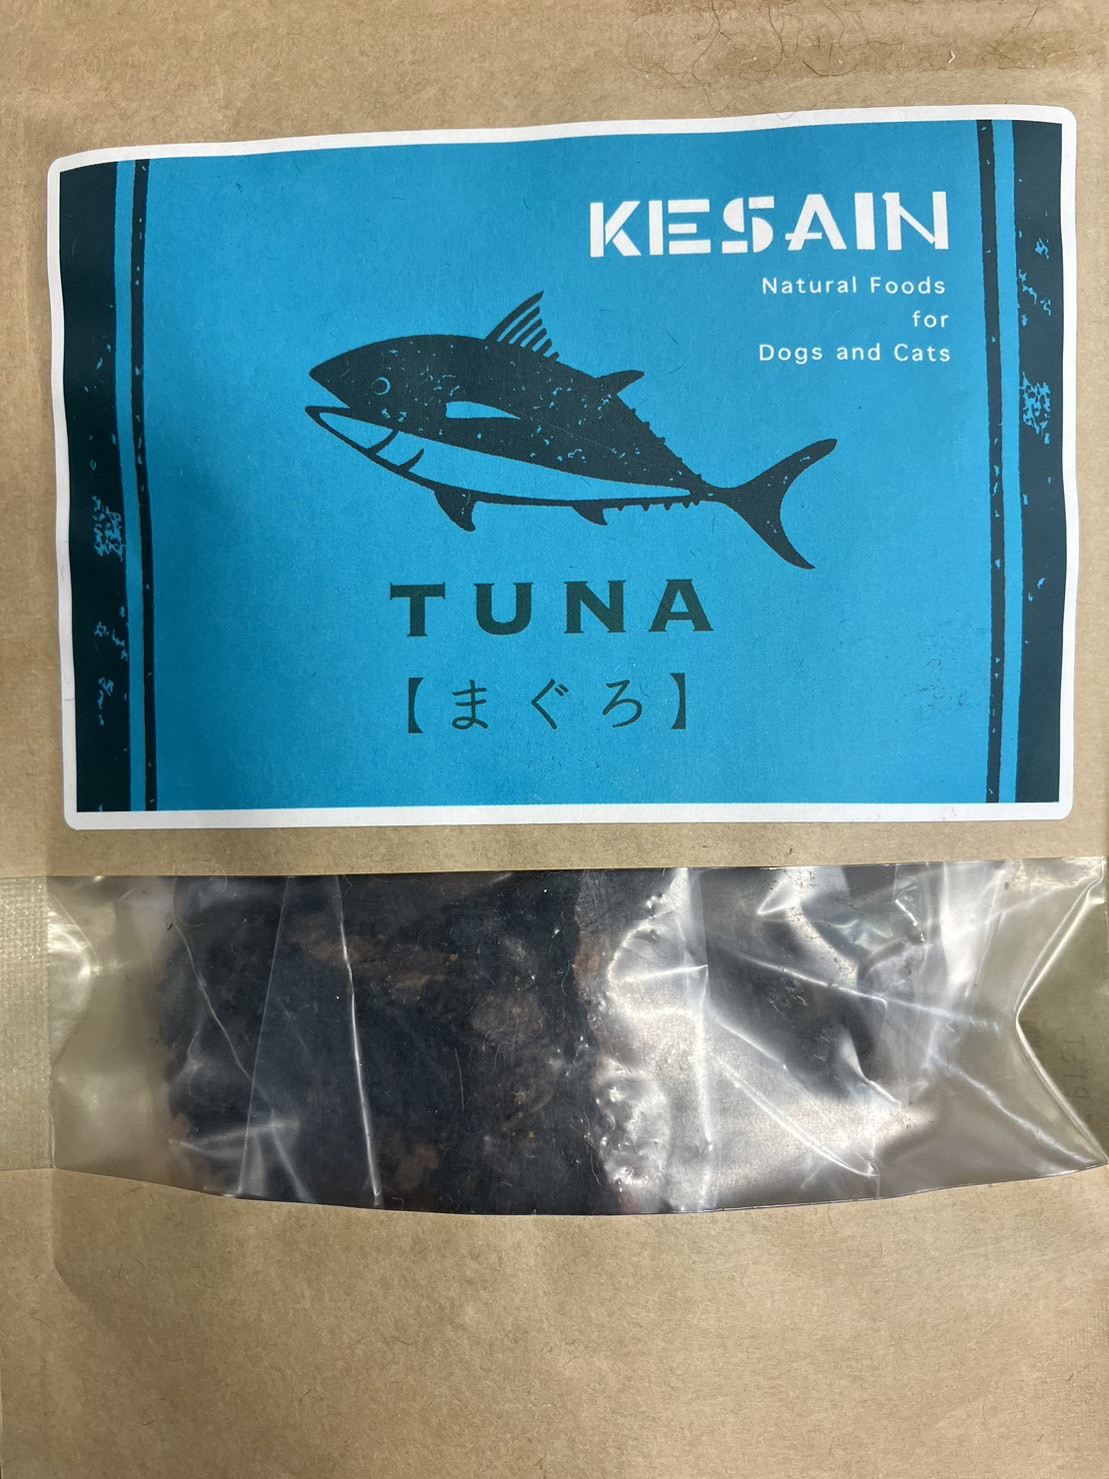 KESAIN
Natural Foods
for
Dogs and Cats
TUNA
【まぐろ】